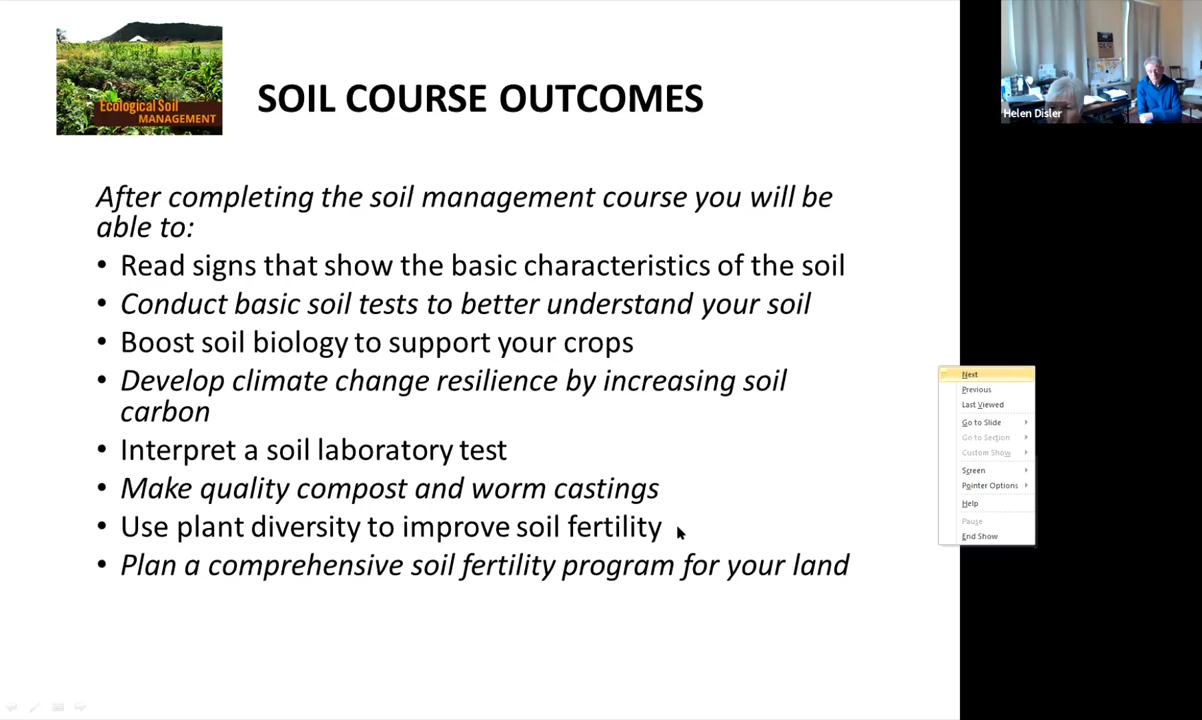 Ecological Soil
MANAGEMENT
SOIL COURSE OUTCOMES
After completing the soil management course you will be
able to:
• Read signs that show the basic characteristics of the soil
• Conduct basic soil tests to better understand your soil
• Boost soil biology to support your crops
• Develop climate change resilience by increasing soil
carbon
• Interpret a soil laboratory test
• Make quality compost and worm castings
• Use plant diversity to improve soil fertility
• Plan a comprehensive soil fertility program for your land
Helen Disler
Next
Previous
Last Viewed
Go to Slide
Go to Section
Custom Show
Screen
Pointer Options
Help
Pause
End Show